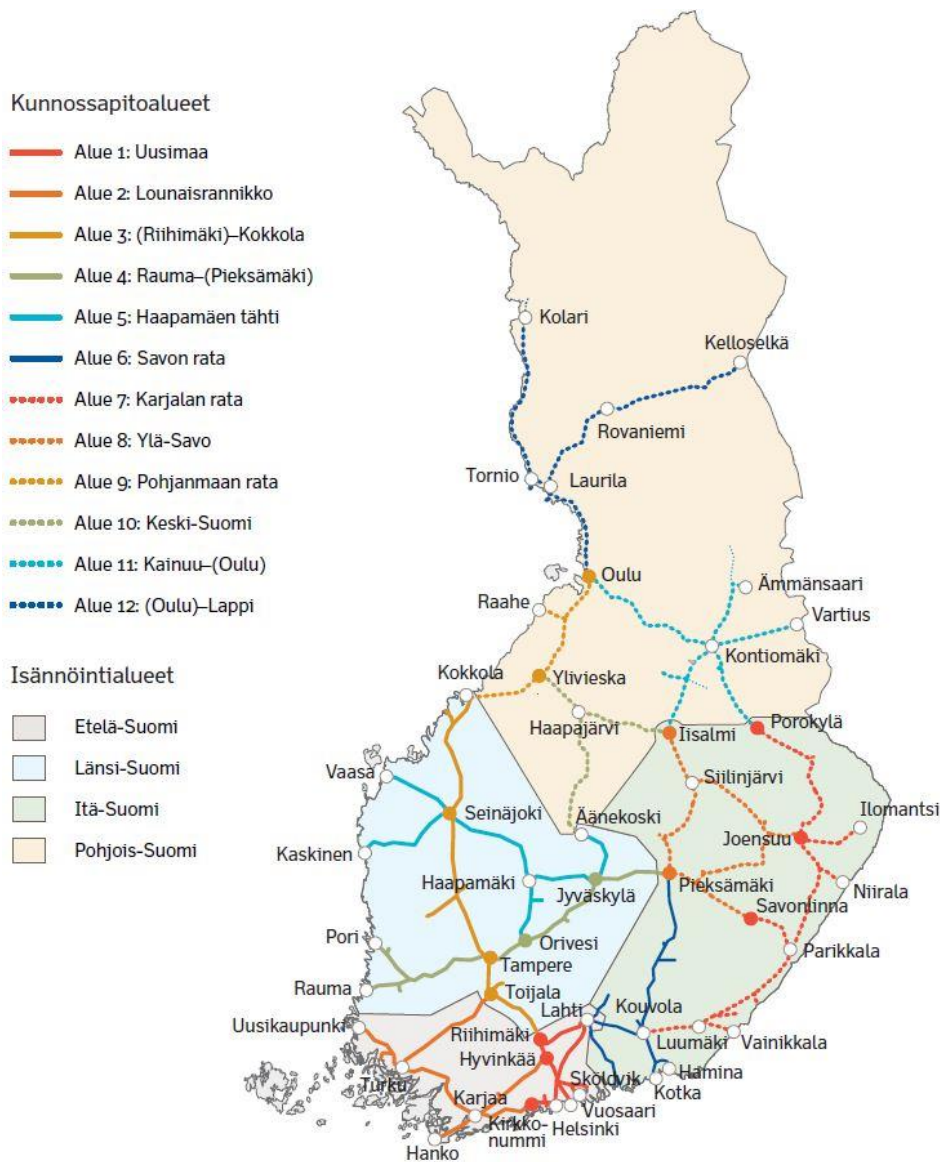 Kunnossapitoalueet
Alue 1: Uusimaa
Alue 2: Lounaisrannikko
Alue 3: (Riihimäki)–Kokkola
Alue 4: Rauma–(Pieksämäki)
Alue 5: Haapamäen tähti
Alue 6: Savon rata
Alue 7: Karjalan rata
Alue 8: Ylä-Savo
Alue 9: Pohjanmaan rata
Alue 10: Keski-Suomi
Alue 11: Kainuu–(Oulu)
Alue 12: (Oulu)–Lappi
Isännöintialueet
Etelä-Suomi
Länsi-Suomi
Itä-Suomi
Pohjois-Suomi
Kolari
Kelloselkä
Rovaniemi
Tornio
Laurila
Oulu
Ämmänsaari
Raahe
Vartius
Kontiomäki
Kokkola
Ylivieska
Haapajärvi
Iisalmi
Porokylä
Vaasa
Siilinjärvi
Seinäjoki
Äänekoski
Ilomantsi
Joensuu
Kaskinen
Haapamäki
Jyväskylä
Pieksämäki
Niirala
Savonlinna
Pori
Orivesi
Parikkala
Tampere
Rauma
Toijala
Lahti
Kouvola
Uusikaupunki
Riihimäki
Luumäki
Vainikkala
Hyvinkää
Turku
Sköldvik
Hamina
Kotka
Karjaa
Vuosaari
Kirkko-
nummi
Helsinki
Hanko